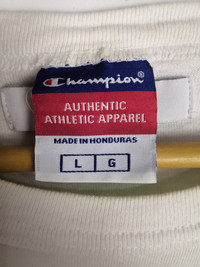 Champion®
AUTHENTIC
ATHLETIC APPAREL
MADE IN HONDURAS
L G